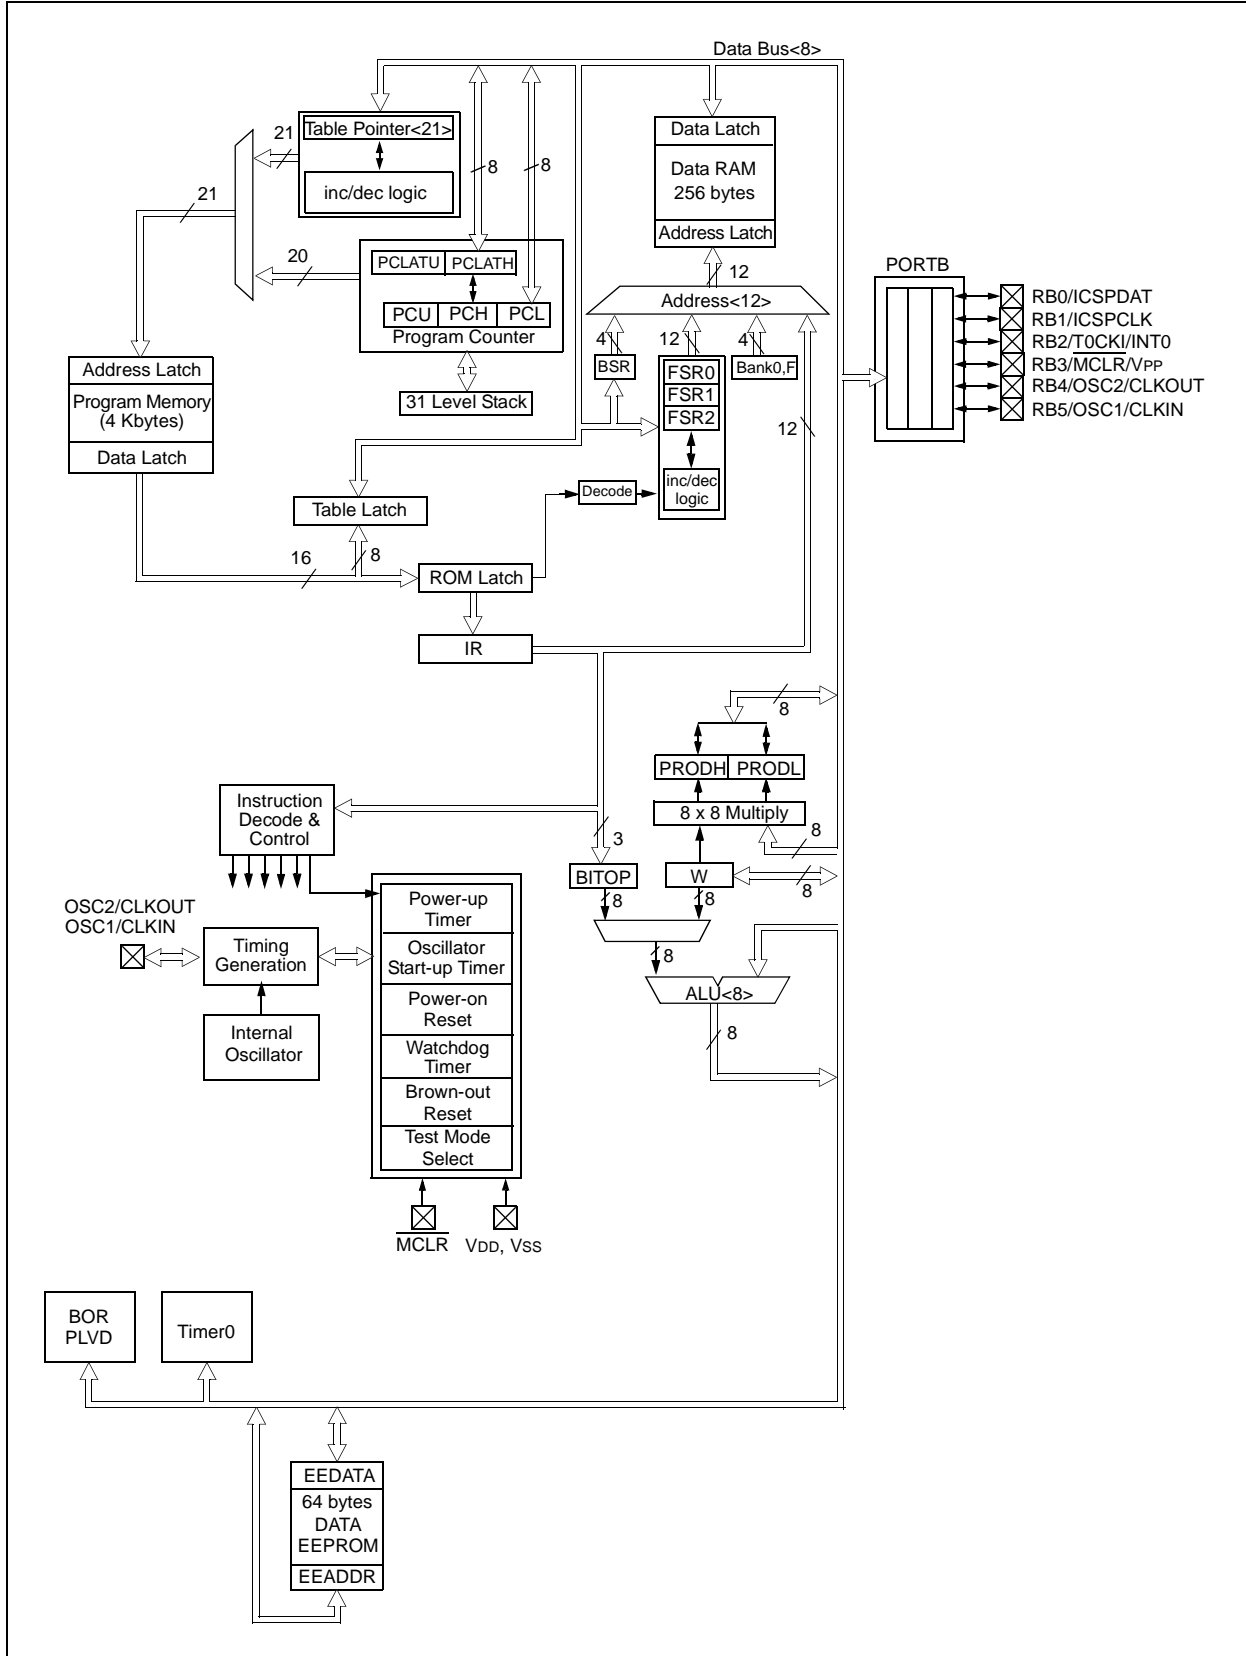 Data Bus<8>
Table Pointer<21>
inc/dec logic
21
21
20
8
8
Data Latch
Data RAM
256 bytes
Address Latch
12
Address<12>
PCLATU PCLATH
PCU PCH PCL
Program Counter
31 Level Stack
4
12
4
BSR
FSR0
FSR1
FSR2
Bank0,F
inc/dec
logic
12
PORTB
RB0/ICSPDAT
RB1/ICSPCLK
RB2/T0CKI/INT0
RB3/MCLR/VPP
RB4/OSC2/CLKOUT
RB5/OSC1/CLKIN
Address Latch
Program Memory
(4 Kbytes)
Data Latch
Decode
Table Latch
16
8
ROM Latch
IR
8
PRODH PRODL
8 x 8 Multiply
8
Instruction
Decode &
Control
3
BITOP
W
8
8
8
8
ALU<8>
8
OSC2/CLKOUT
OSC1/CLKIN
Timing
Generation
Internal
Oscillator
Power-up
Timer
Oscillator
Start-up Timer
Power-on
Reset
Watchdog
Timer
Brown-out
Reset
Test Mode
Select
MCLR
VDD, VSS
BOR
PLVD
Timer0
EEDATA
64 bytes
DATA
EEPROM
EEADDR